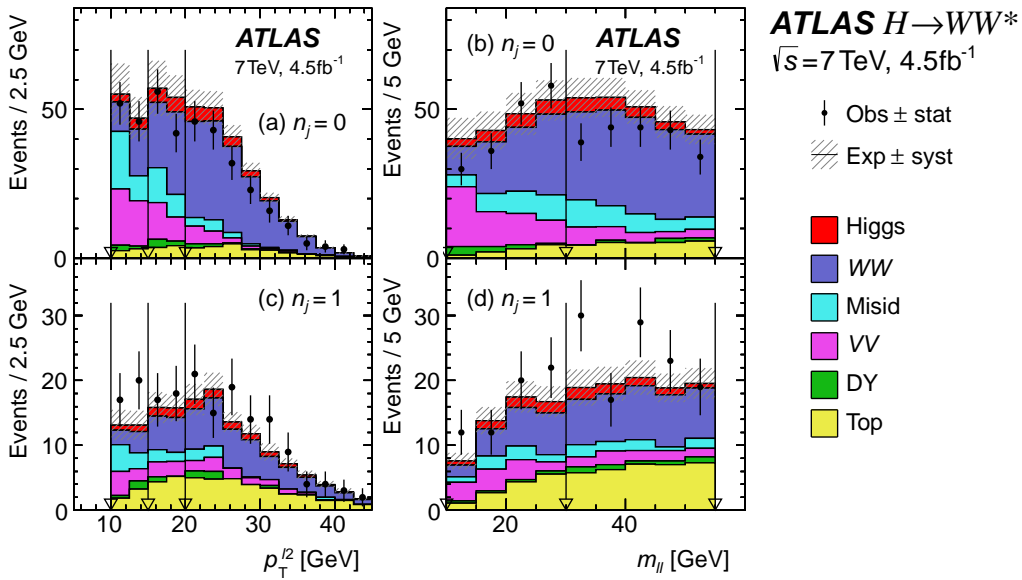 ATLAS
7 TeV, 4.5fb⁻¹
(a) nⱼ = 0
Events / 2.5 GeV
50
0
(b) nⱼ = 0
ATLAS
7 TeV, 4.5fb⁻¹
Events / 5 GeV
50
0
(c) nⱼ = 1
Events / 2.5 GeV
30
20
10
0
10 20 30 40
p_T^{l2} [GeV]
(d) nⱼ = 1
Events / 5 GeV
30
20
10
0
20 40
m_{ll} [GeV]
ATLAS H→WW*
√s = 7 TeV, 4.5fb⁻¹
Obs ± stat
Exp ± syst
Higgs
WW
Misid
VV
DY
Top